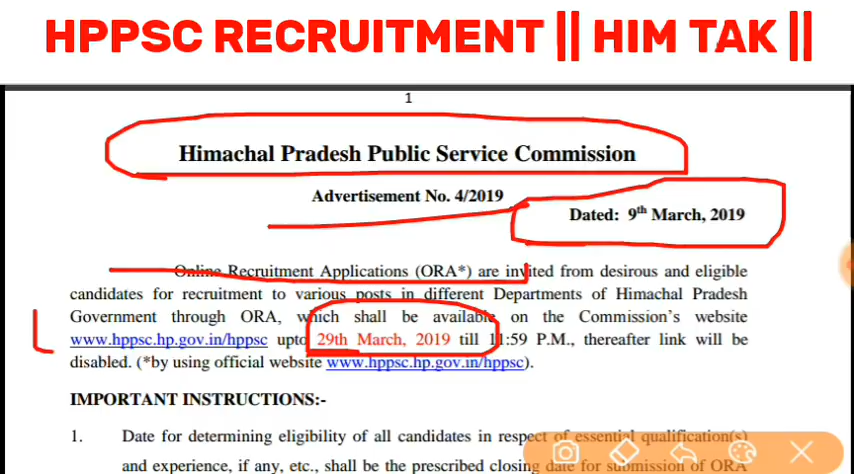 HPPSC RECRUITMENT || HIM TAK ||
1
Himachal Pradesh Public Service Commission
Advertisement No. 4/2019
Dated: 9th March, 2019
Online Recruitment Applications (ORA*) are invited from desirous and eligible
candidates for recruitment to various posts in different Departments of Himachal Pradesh
Government through ORA, which shall be available on the Commission's website
www.hppsc.hp.gov.in/hppsc upto 29th March, 2019 till 11:59 P.M., thereafter link will be
disabled. (*by using official website www.hppsc.hp.gov.in/hppsc).
IMPORTANT INSTRUCTIONS:-
1. Date for determining eligibility of all candidates in respect of essential qualification(s)
and experience, if any, etc., shall be the prescribed closing date for submission of ORA